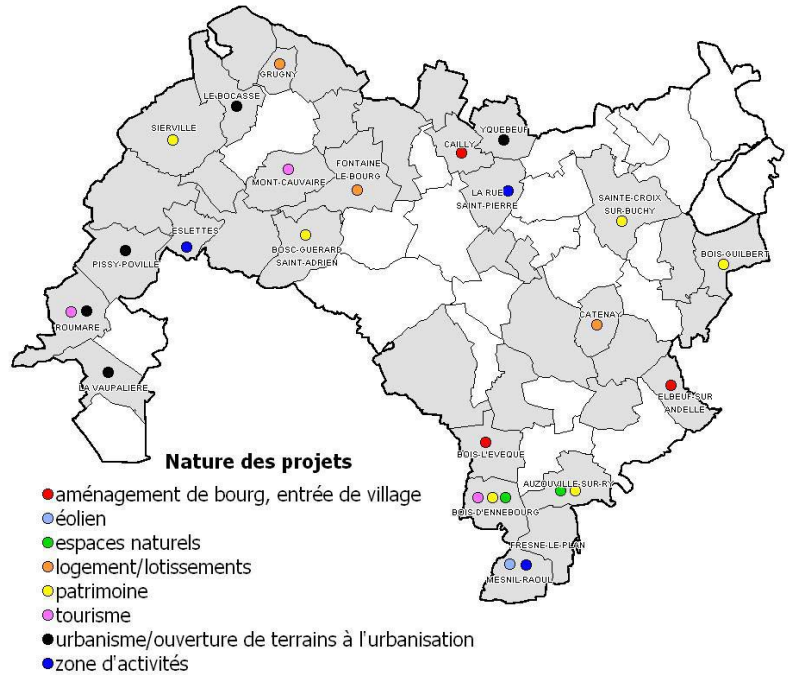 GRUGNY
LE BOCASSE
SIERVILLE
YQUEBEUF
CAILLY
FONTAINE
LE-BOURG
MONT-CAUVAIRE
LA RUE
SAINT-PIERRE
SAINTE-CROIX
SUR-BUCHY
ESLETTES
BOSC-GUERARD
SAINT-ADRIEN
BOIS-GUILBERT
PISSY-POVILLE
ROUMARE
CATENAY
LA VAUPALIERE
ELBEUF-SUR
ANDELLE
BOIS-L'EVEQUE
AUZOUVILLE-SUR-RY
BOIS-D'ENNEBOURG
FRESNE-LE-PLAN
MESNIL-RAOUL
Nature des projets
aménagement de bourg, entrée de village
éolien
espaces naturels
logement/lotissements
patrimoine
tourisme
urbanisme/ouverture de terrains à l'urbanisation
zone d'activités